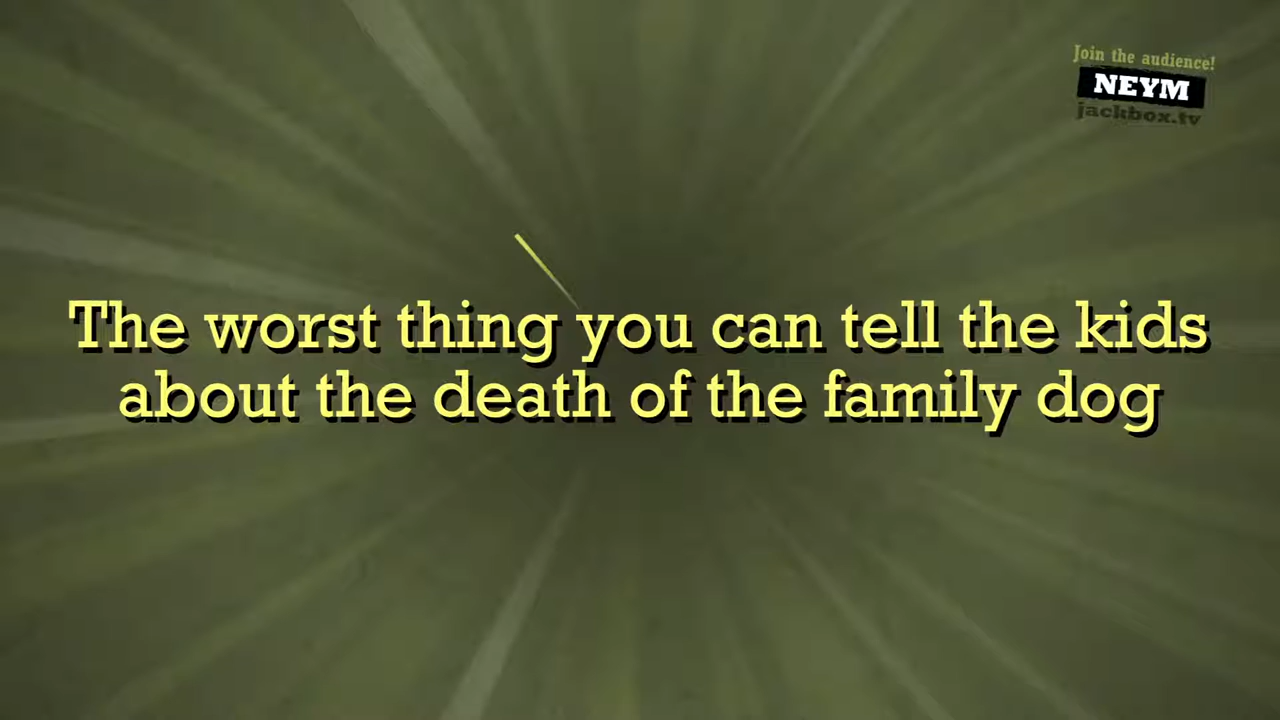 Join the audience!
NEYM
jackbox.tv
The worst thing you can tell the kids
about the death of the family dog